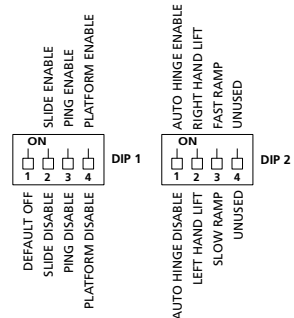 SLIDE ENABLE
PING ENABLE
PLATFORM ENABLE
ON
1 2 3 4
DIP 1
DEFAULT OFF
SLIDE DISABLE
PING DISABLE
PLATFORM DISABLE
AUTO HINGE ENABLE
RIGHT HAND LIFT
FAST RAMP
UNUSED
ON
1 2 3 4
DIP 2
AUTO HINGE DISABLE
LEFT HAND LIFT
SLOW RAMP
UNUSED